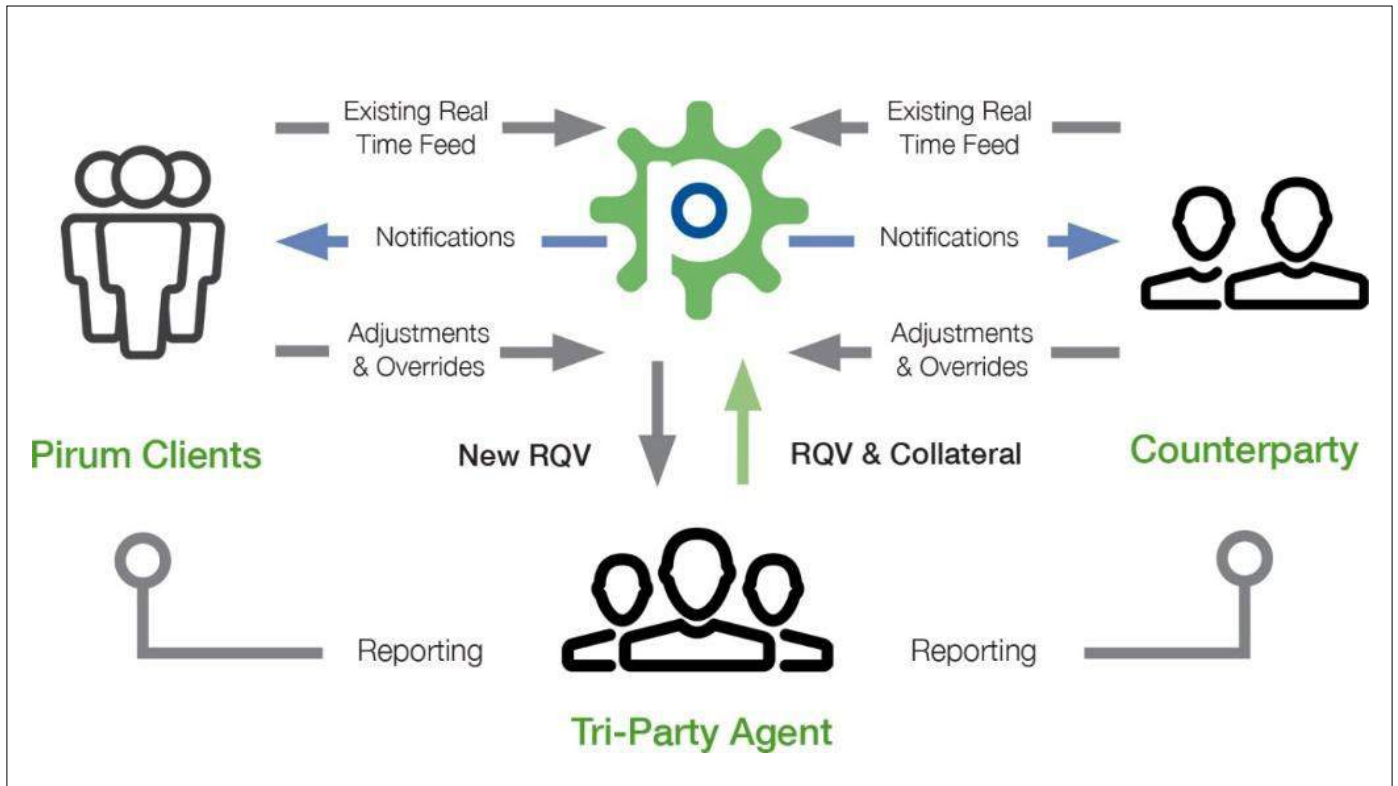 Existing Real
Time Feed
Existing Real
Time Feed
Notifications
Notifications
Adjustments
& Overrides
Adjustments
& Overrides
Pirum Clients
New RQV
RQV & Collateral
Counterparty
Reporting
Reporting
Tri-Party Agent